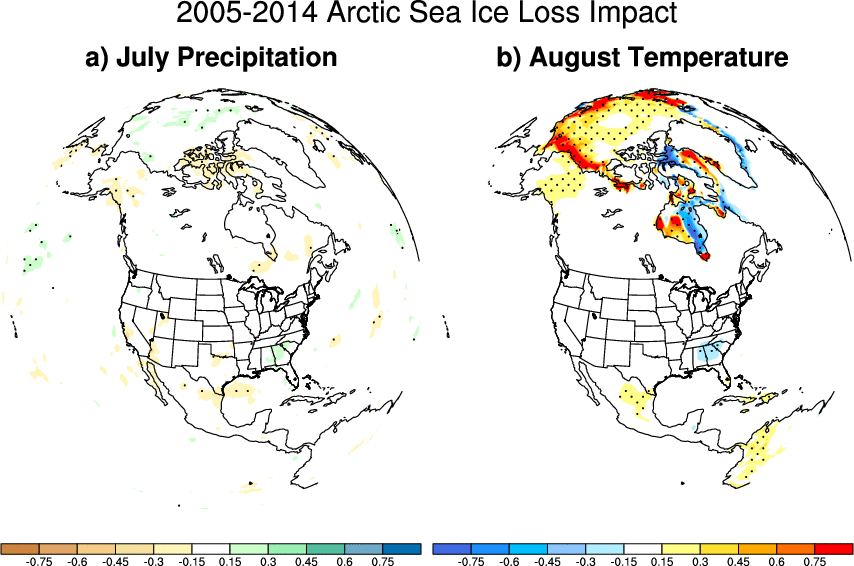 2005-2014 Arctic Sea Ice Loss Impact
a) July Precipitation
b) August Temperature
-0.75 -0.6 -0.45 -0.3 -0.15 0.15 0.3 0.45 0.6 0.75
-0.75 -0.6 -0.45 -0.3 -0.15 0.15 0.3 0.45 0.6 0.75